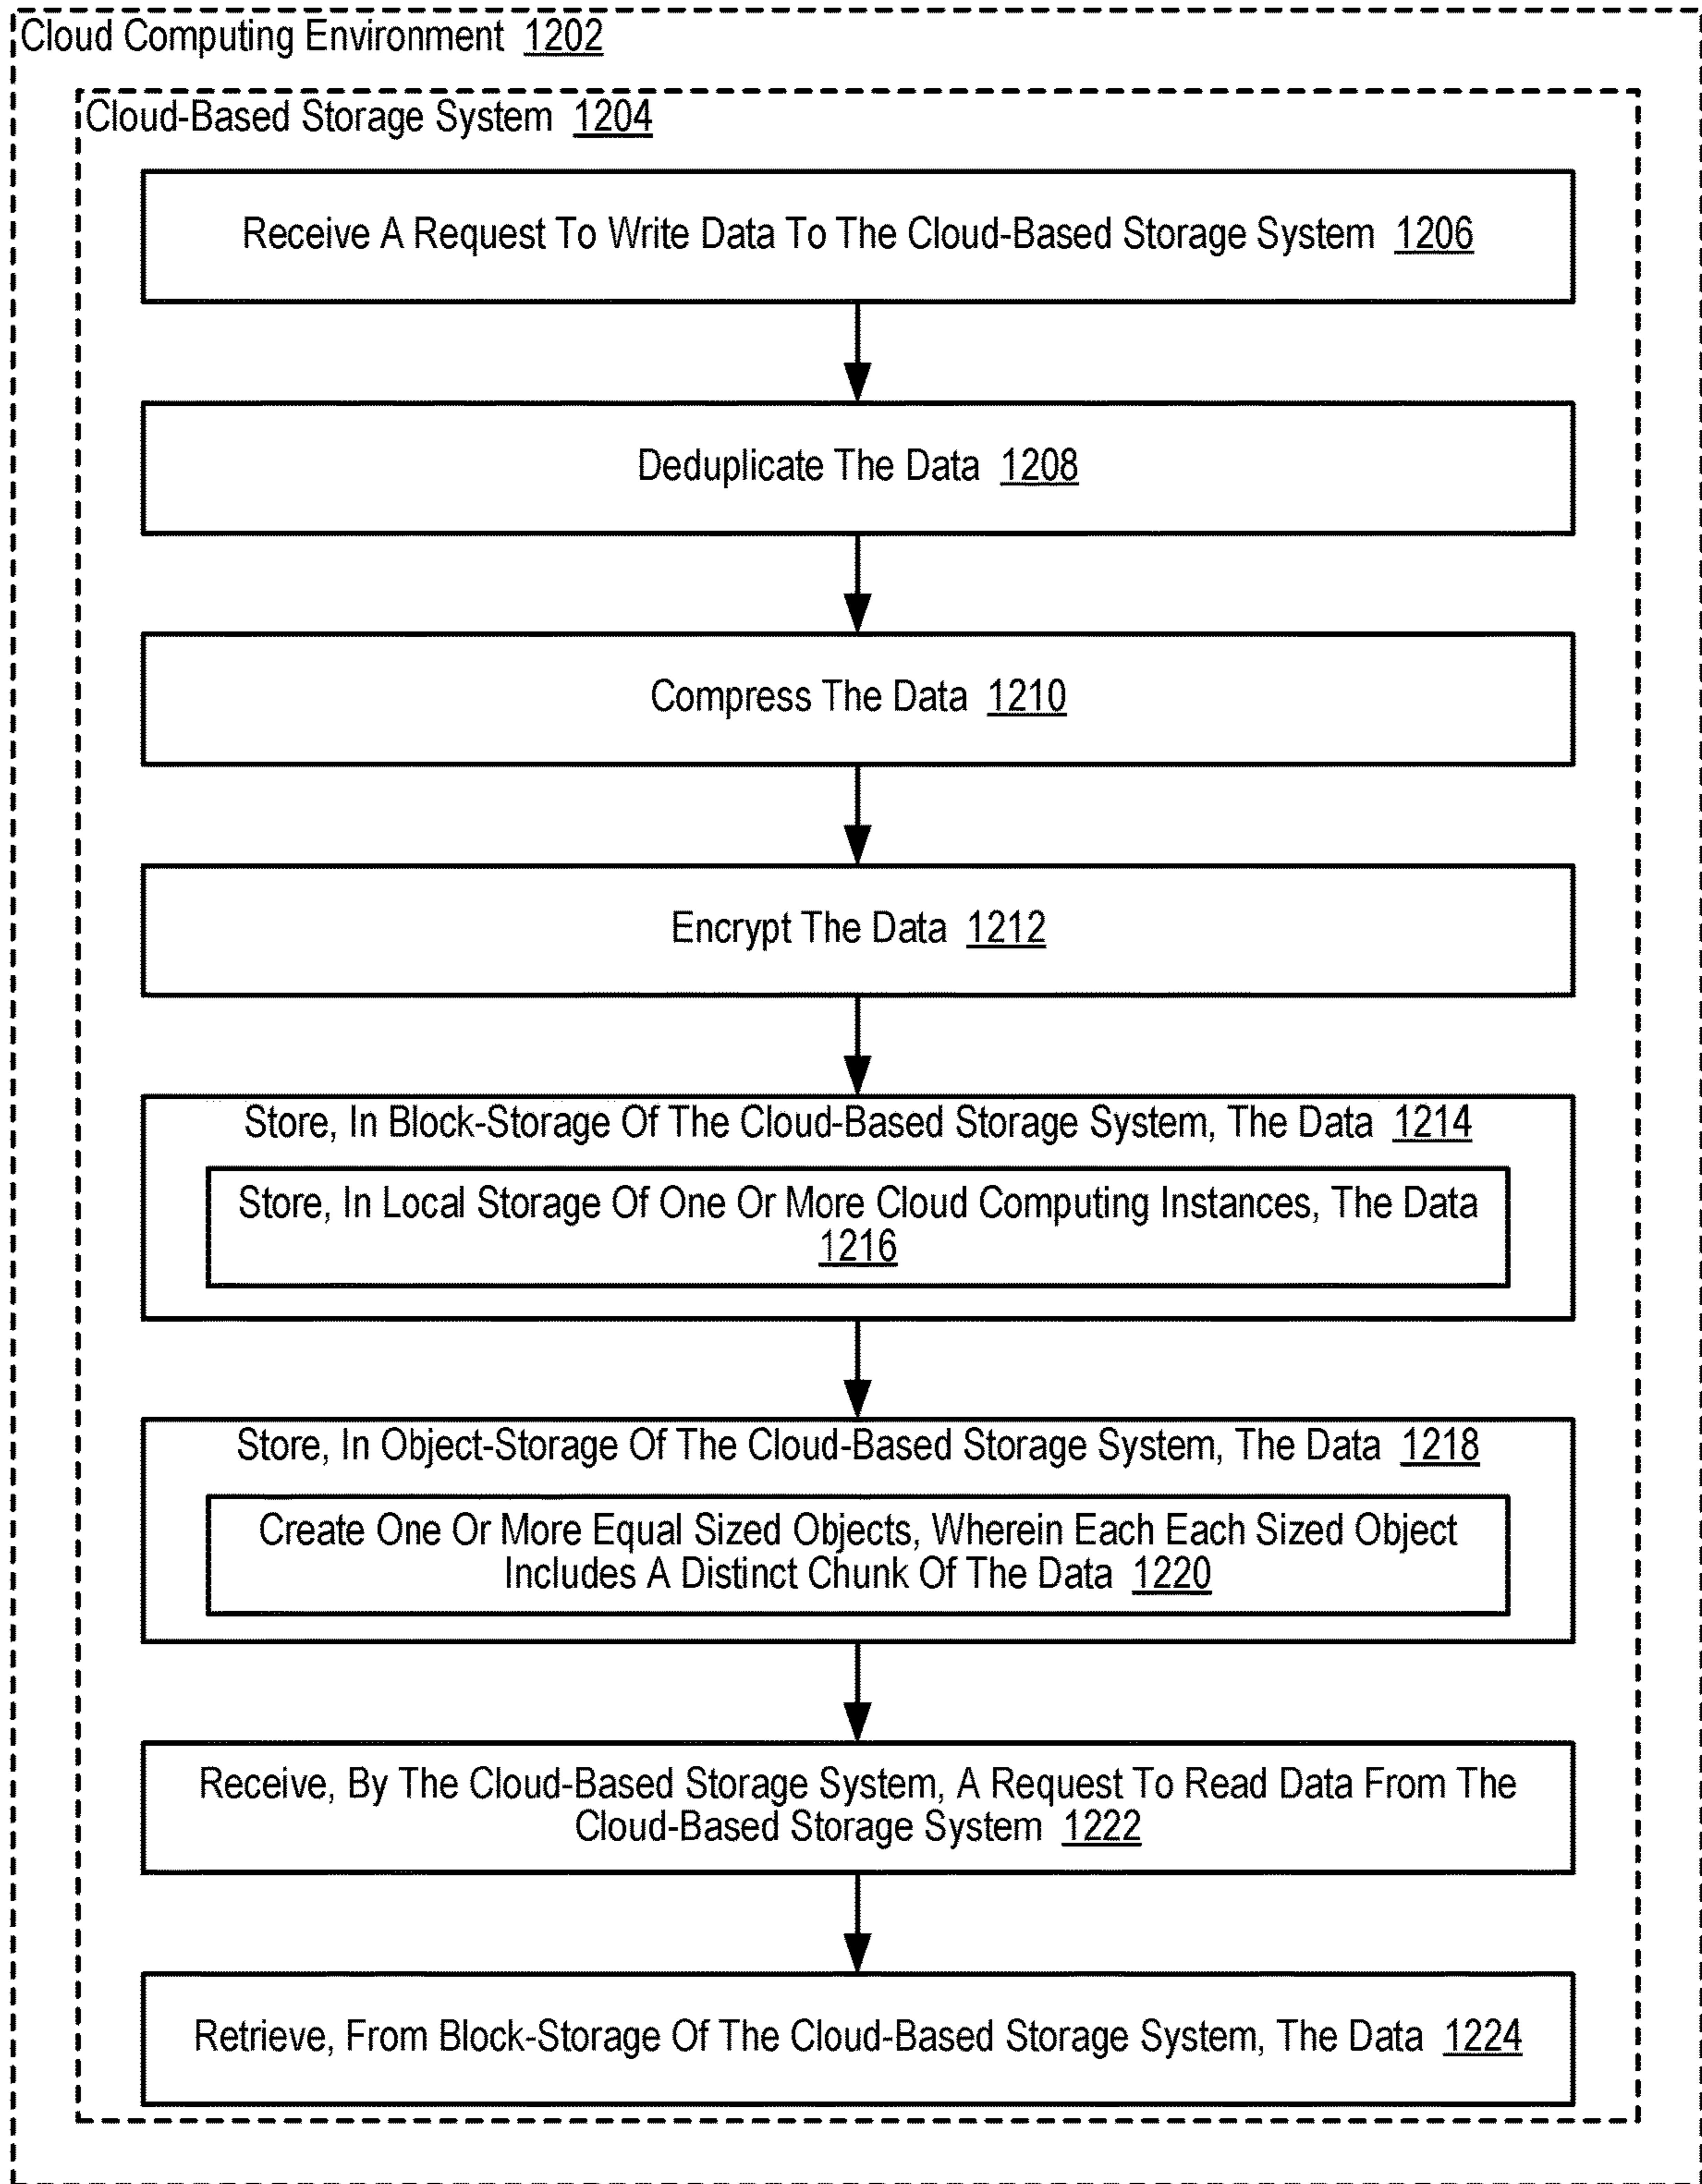 Cloud Computing Environment 1202
Cloud-Based Storage System 1204
Receive A Request To Write Data To The Cloud-Based Storage System 1206
Deduplicate The Data 1208
Compress The Data 1210
Encrypt The Data 1212
Store, In Block-Storage Of The Cloud-Based Storage System, The Data 1214
Store, In Local Storage Of One Or More Cloud Computing Instances, The Data
1216
Store, In Object-Storage Of The Cloud-Based Storage System, The Data 1218
Create One Or More Equal Sized Objects, Wherein Each Each Sized Object
Includes A Distinct Chunk Of The Data 1220
Receive, By The Cloud-Based Storage System, A Request To Read Data From The
Cloud-Based Storage System 1222
Retrieve, From Block-Storage Of The Cloud-Based Storage System, The Data 1224